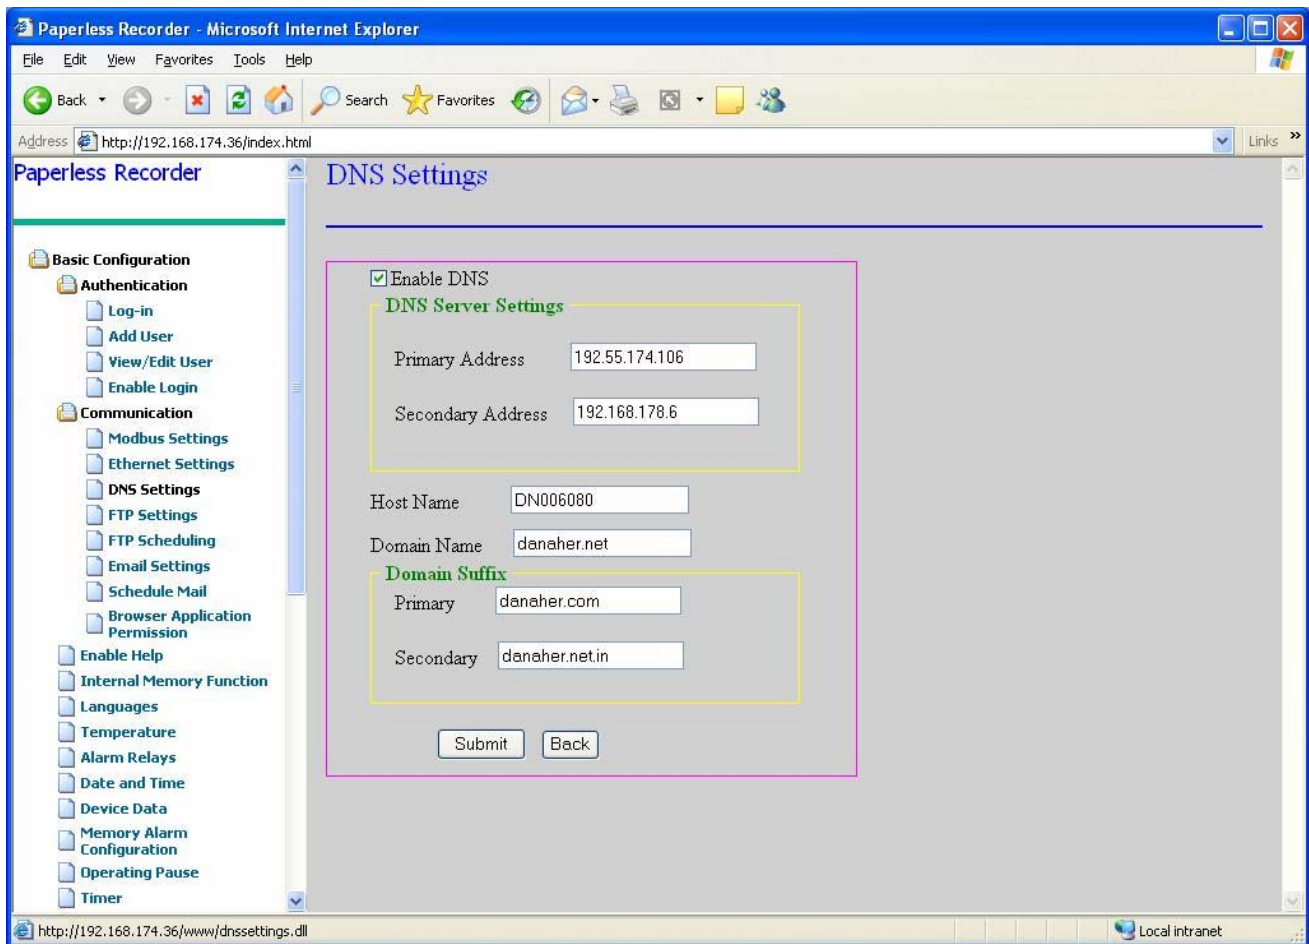 Paperless Recorder - Microsoft Internet Explorer
File Edit View Favorites Tools Help
Back Search Favorites
Address http://192.168.174.36/index.html Links »
Paperless Recorder
Basic Configuration
Authentication
Log-in
Add User
View/Edit User
Enable Login
Communication
Modbus Settings
Ethernet Settings
DNS Settings
FTP Settings
FTP Scheduling
Email Settings
Schedule Mail
Browser Application
Permission
Enable Help
Internal Memory Function
Languages
Temperature
Alarm Relays
Date and Time
Device Data
Memory Alarm
Configuration
Operating Pause
Timer
DNS Settings
Enable DNS
DNS Server Settings
Primary Address 192.55.174.106
Secondary Address 192.168.178.6
Host Name DN006080
Domain Name danaher.net
Domain Suffix
Primary danaher.com
Secondary danaher.net.in
Submit Back
http://192.168.174.36/www/dnssettings.dll Local intranet